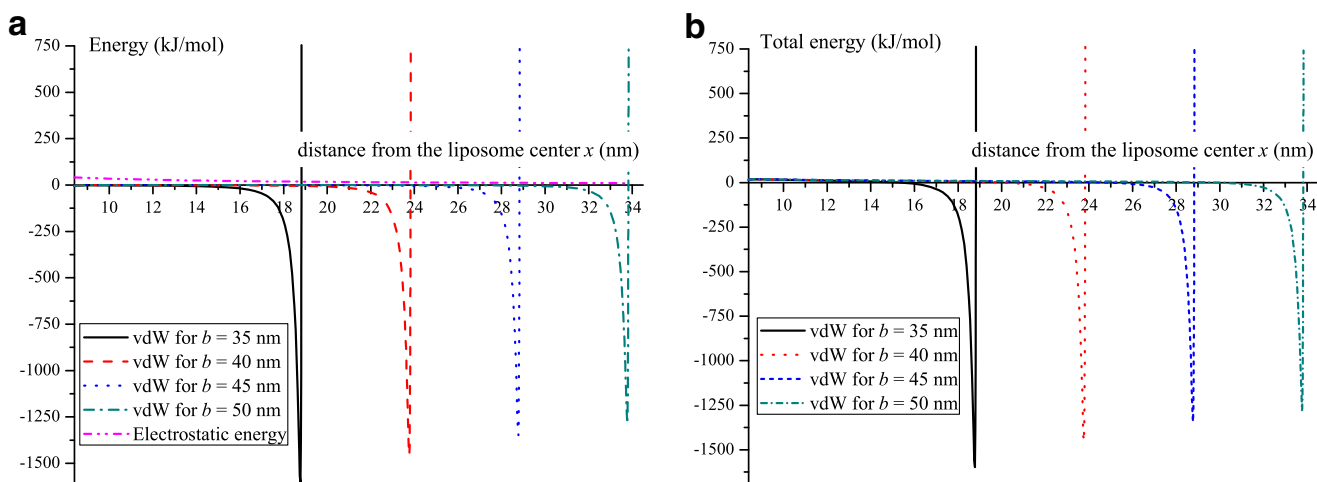 a
Energy (kJ/mol)
750
500
250
0
-250
-500
-750
-1000
-1250
-1500
distance from the liposome center x (nm)
10 12 14 16 18 20 22 24 26 28 30 32 34
vdW for b = 35 nm
vdW for b = 40 nm
vdW for b = 45 nm
vdW for b = 50 nm
Electrostatic energy
b
Total energy (kJ/mol)
750
500
250
0
-250
-500
-750
-1000
-1250
-1500
distance from the liposome center x (nm)
10 12 14 16 18 20 22 24 26 28 30 32 34
vdW for b = 35 nm
vdW for b = 40 nm
vdW for b = 45 nm
vdW for b = 50 nm